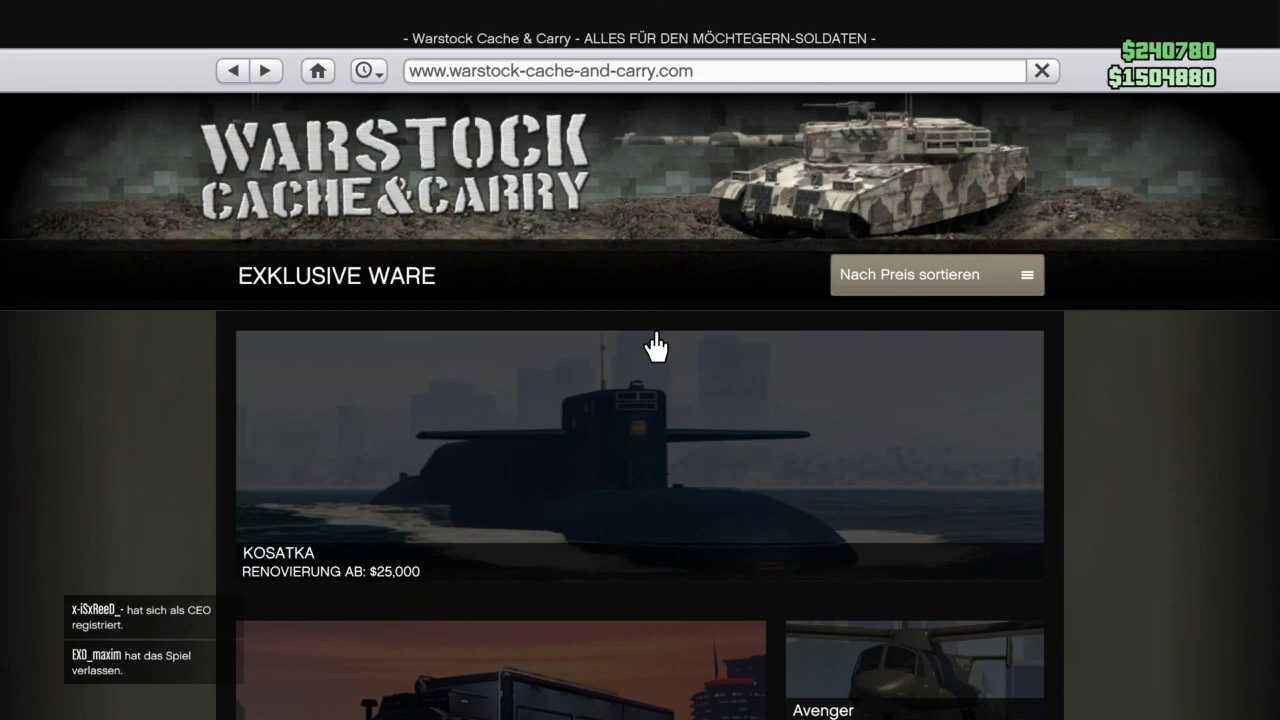 - Warstock Cache & Carry - ALLES FÜR DEN MÖCHTEGERN-SOLDATEN -
$240780
www.warstock-cache-and-carry.com
$1504880
WARSTOCK
CACHE & CARRY
EXKLUSIVE WARE
Nach Preis sortieren
KOSATKA
RENOVIERUNG AB: $25,000
x-iSxReeD_- hat sich als CEO
registriert.
EXO_maxim hat das Spiel
verlassen.
Avenger